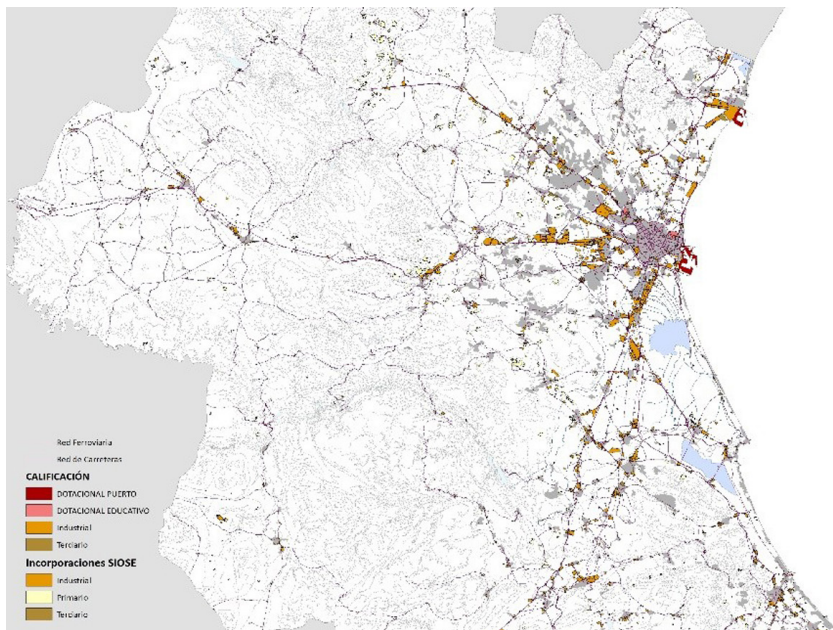 Red Ferroviaria
Red de Carreteras
CALIFICACIÓN
DOTACIONAL PUERTO
DOTACIONAL EDUCATIVO
Industrial
Terciario
Incorporaciones SIOSE
Industrial
Primario
Terciario